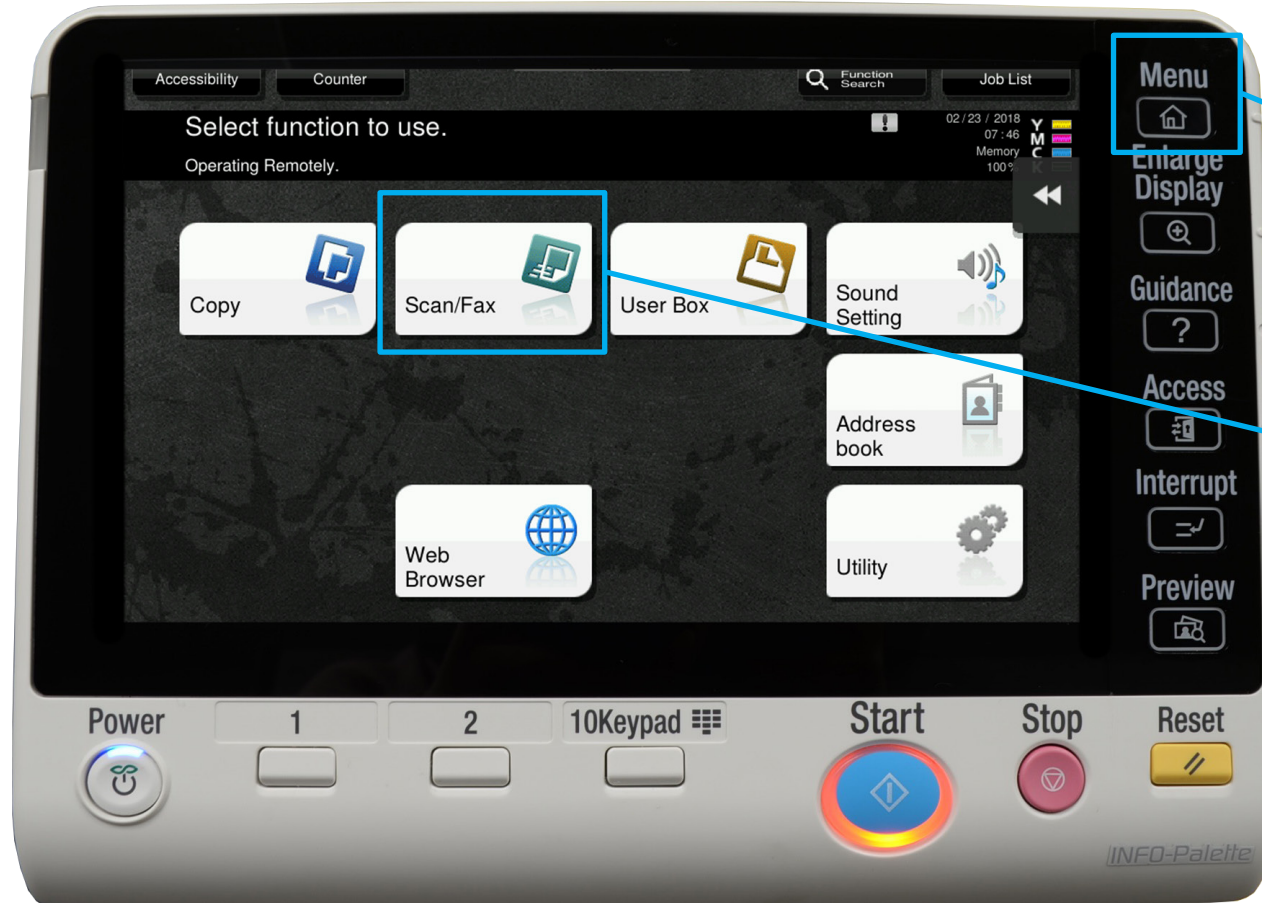 Accessibility
Counter
Function
Search
Job List
Select function to use.
Operating Remotely.
02/23 / 2018
07:46
Memory
100%
Y
M
C
K
Copy
Scan/Fax
User Box
Sound
Setting
Address
book
Web
Browser
Utility
Menu
Enlarge
Display
Guidance
?
Access
Interrupt
Preview
Power
1
2
10Keypad
Start
Stop
Reset
INFO-Palette